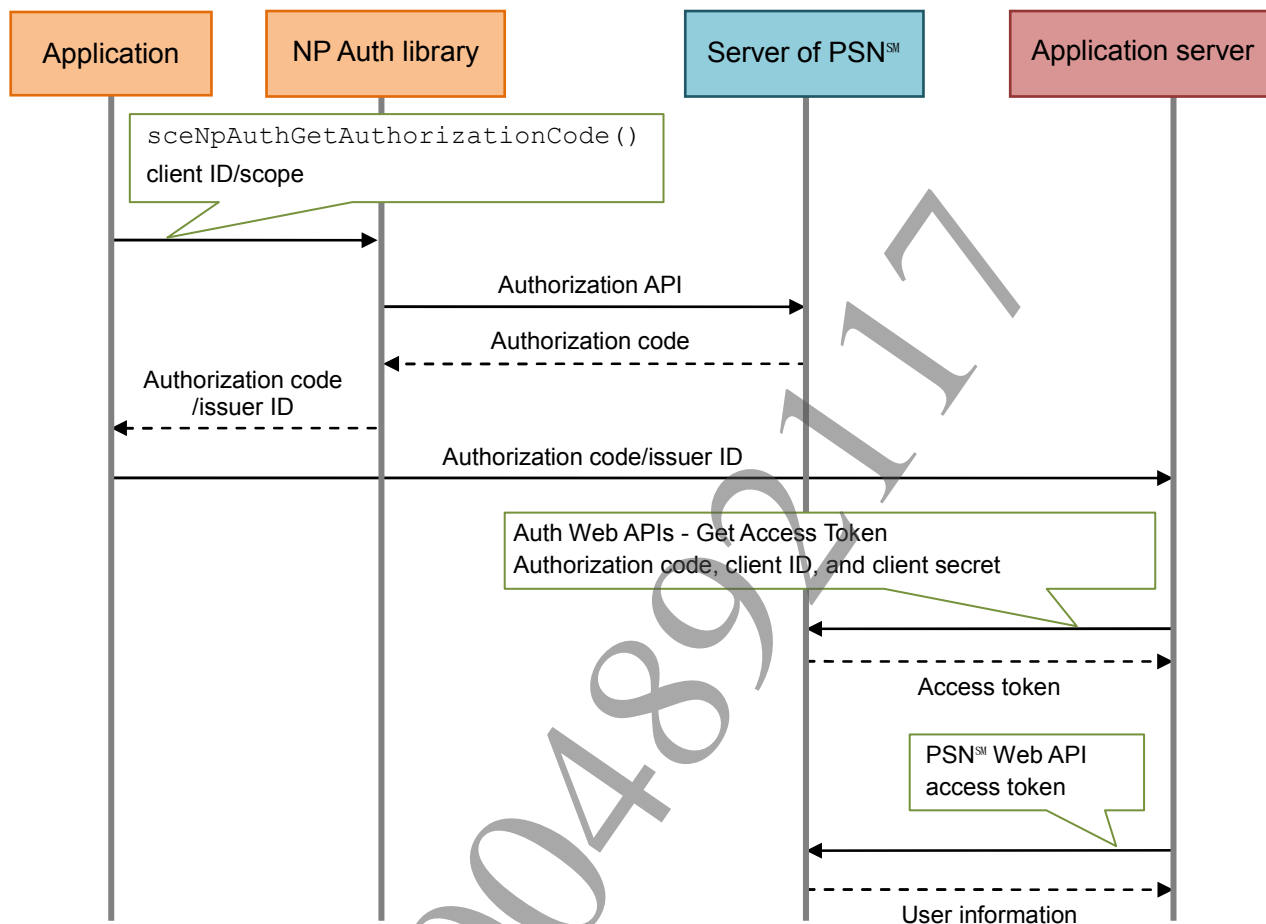 Application
NP Auth library
Server of PSN℠
Application server
sceNpAuthGetAuthorizationCode()
client ID/scope
Authorization API
Authorization code
Authorization code
/issuer ID
Authorization code/issuer ID
Auth Web APIs - Get Access Token
Authorization code, client ID, and client secret
Access token
PSN℠ Web API
access token
User information
00489217